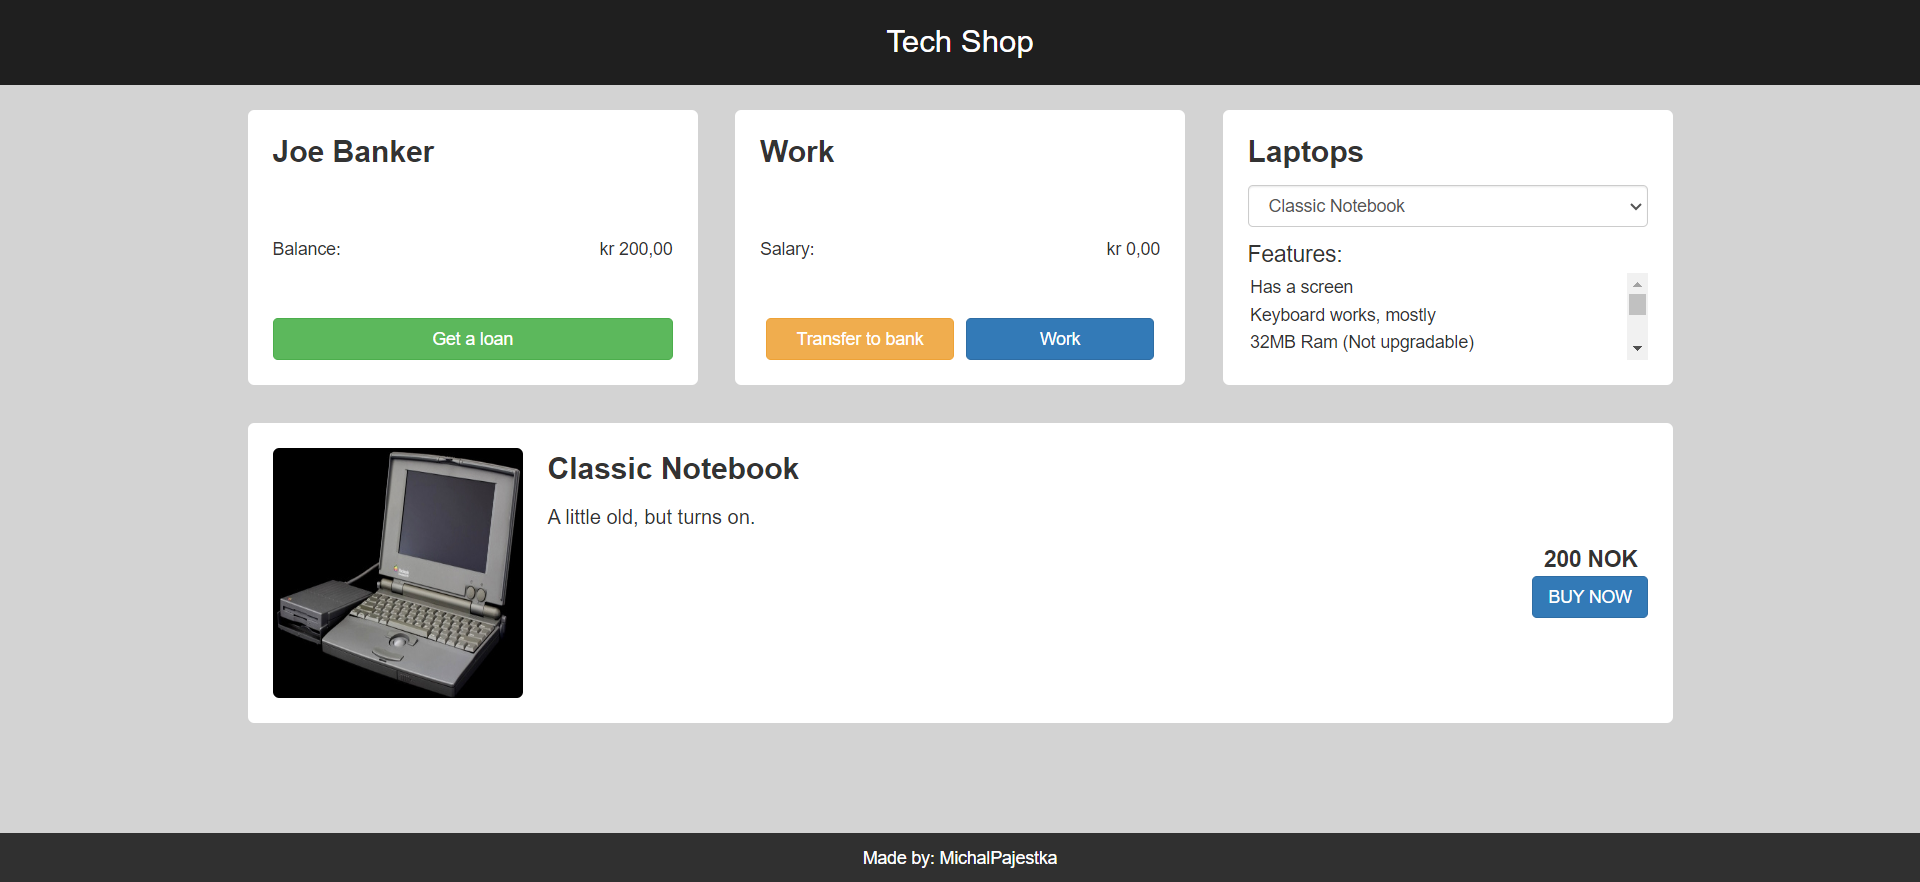 Tech Shop
Joe Banker
Balance: kr 200,00
Get a loan
Work
Salary: kr 0,00
Transfer to bank Work
Laptops
Classic Notebook
Features:
Has a screen
Keyboard works, mostly
32MB Ram (Not upgradable)
Classic Notebook
A little old, but turns on.
200 NOK
BUY NOW
Made by: MichalPajestka